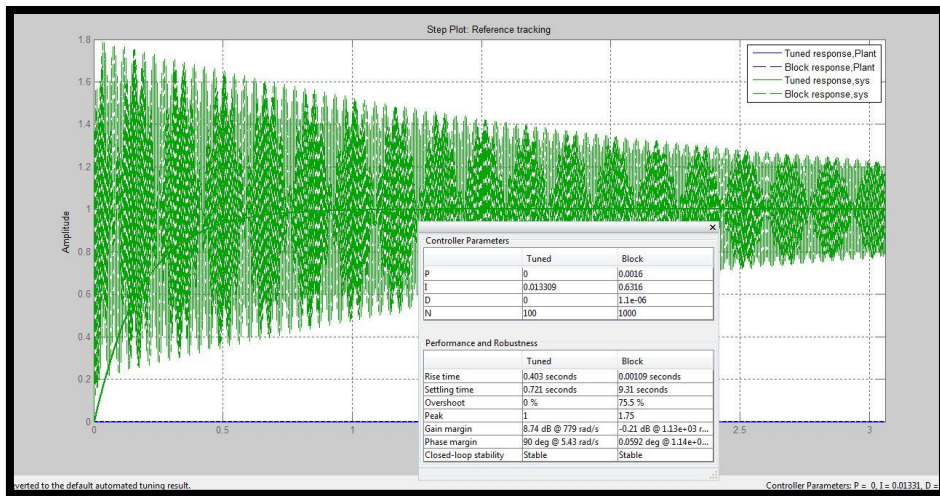 Step Plot: Reference tracking
Tuned response,Plant
Block response,Plant
Tuned response,sys
Block response,sys
1.8
1.6
1.4
1.2
1
0.8
0.6
0.4
0.2
0
Amplitude
0 0.5 1 2.5 3
×
Controller Parameters
Tuned Block
P 0 0.0016
I 0.013309 0.6316
D 0 1.1e-06
N 100 1000
Performance and Robustness
Tuned Block
Rise time 0.403 seconds 0.00109 seconds
Settling time 0.721 seconds 9.31 seconds
Overshoot 0 % 75.5 %
Peak 1 1.75
Gain margin 8.74 dB @ 779 rad/s -0.21 dB @ 1.13e+03 r...
Phase margin 90 deg @ 5.43 rad/s 0.0592 deg @ 1.14e+0...
Closed-loop stability Stable Stable
verted to the default automated tuning result.
Controller Parameters: P = 0, I = 0.01331, D =